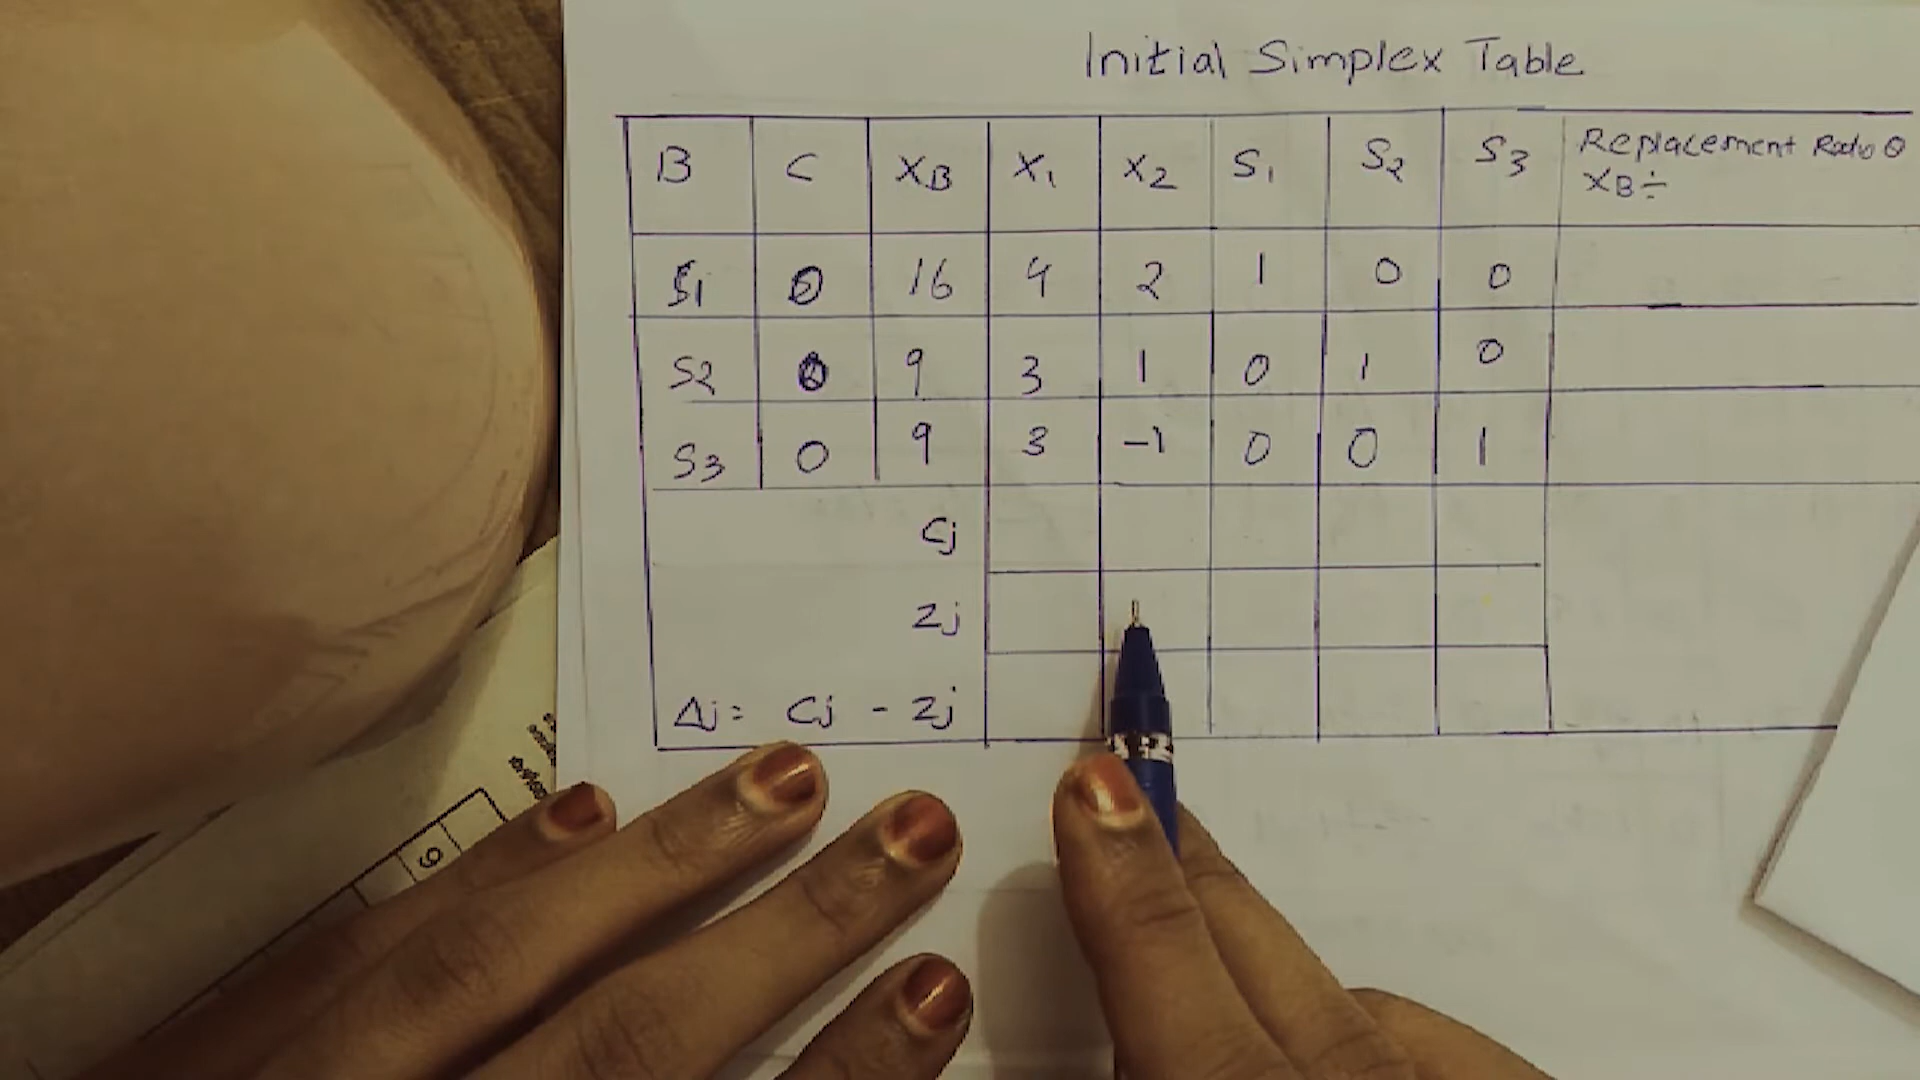 Initial Simplex Table
B C XB X1 X2 S1 S2 S3 Replacement Ratio θ
XB ÷
S1 0 16 4 2 1 0 0
S2 0 9 3 1 0 1 0
S3 0 9 3 -1 0 0 1
Cj
Zj
Δj = Cj - Zj
6